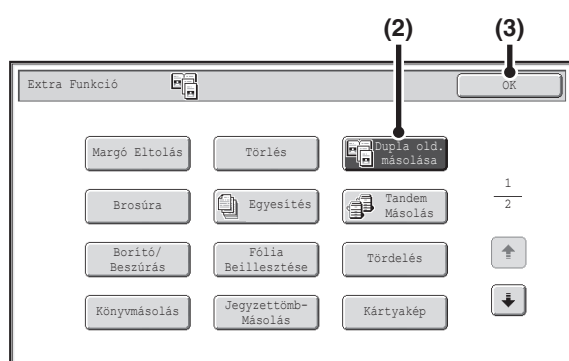 (2) (3)
Extra Funkció OK
Margó Eltolás Törlés Dupla old.
másolása
Brosúra Egyesítés Tandem
Másolás
1
2
Borító/
Beszúrás Fólia
Beillesztése Tördelés
Könyvmásolás Jegyzettömb-
Másolás Kártyakép